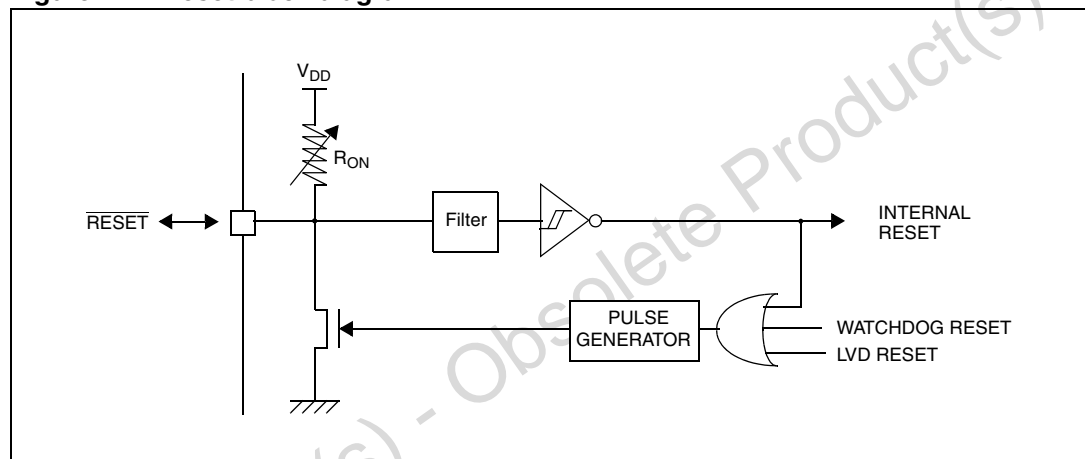 V_DD
R_ON
RESET
Filter
INTERNAL
RESET
PULSE
GENERATOR
WATCHDOG RESET
LVD RESET
(s) - Obsolete Product(s)